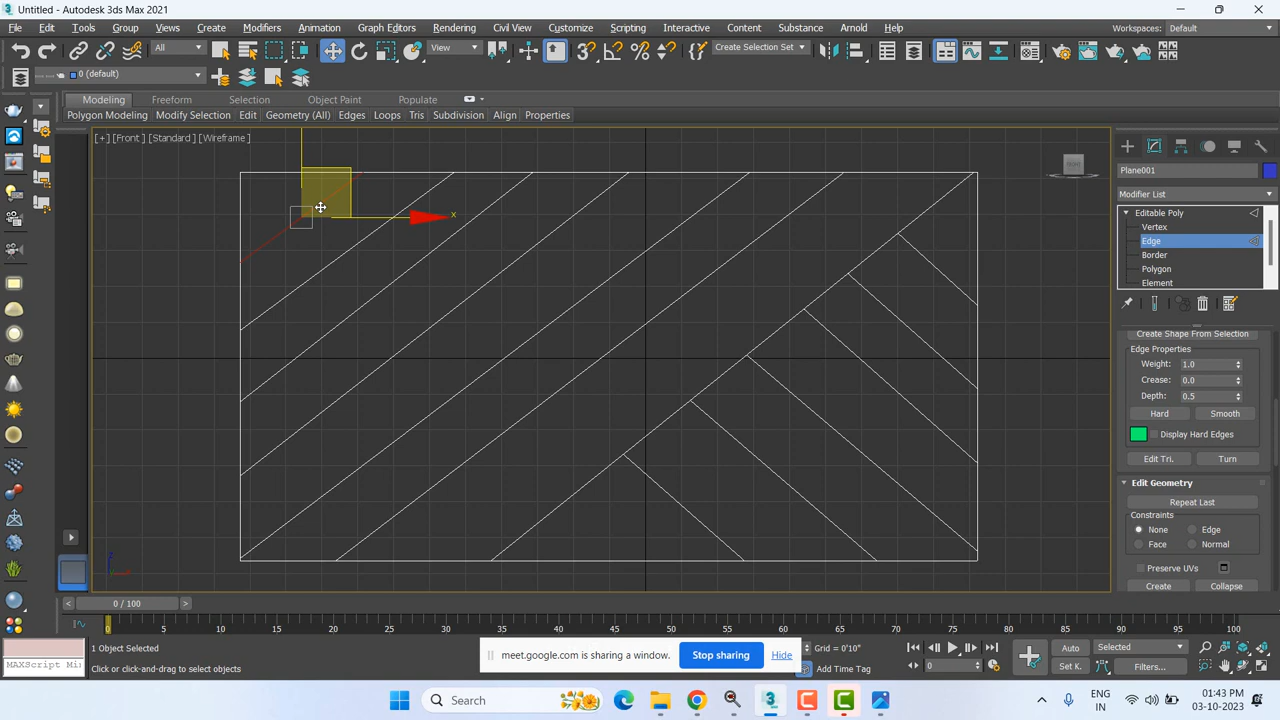 Untitled - Autodesk 3ds Max 2021
File Edit Tools Group Views Create Modifiers Animation Graph Editors Rendering Civil View Customize Scripting Interactive Content Substance Arnold Help
Workspaces: Default
All
View
Create Selection Set
0 (default)
Modeling Freeform Selection Object Paint Populate
Polygon Modeling Modify Selection Edit Geometry (All) Edges Loops Tris Subdivision Align Properties
[+] [Front] [Standard] [Wireframe]
FRONT
x
Plane001
Modifier List
Editable Poly
Vertex
Edge
Border
Polygon
Element
Create Shape From Selection
Edge Properties
Weight: 1.0
Crease: 0.0
Depth: 0.5
Hard Smooth
Display Hard Edges
Edit Tri. Turn
Edit Geometry
Repeat Last
Constraints
None Edge
Face Normal
Preserve UVs
Create Collapse
< 0 / 100 >
0 5 10 15 20 25 30 35 40 45 50 55 60 65 70 75 80 85 90 95 100
1 Object Selected
Click or click-and-drag to select objects
MAXScript Mi
meet.google.com is sharing a window. Stop sharing Hide
Grid = 0'10"
Add Time Tag
0
Auto Selected
Set K. Filters...
Search
ENG
IN
01:43 PM
03-10-2023